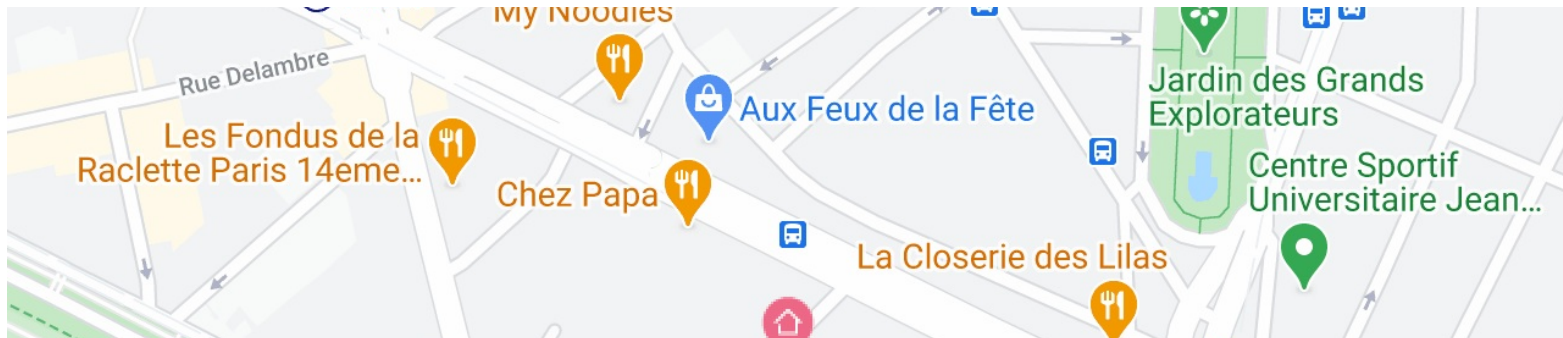 My Noodles
Rue Delambre
Jardin des Grands
Explorateurs
Aux Feux de la Fête
Les Fondus de la
Raclette Paris 14eme...
Centre Sportif
Universitaire Jean...
Chez Papa
La Closerie des Lilas